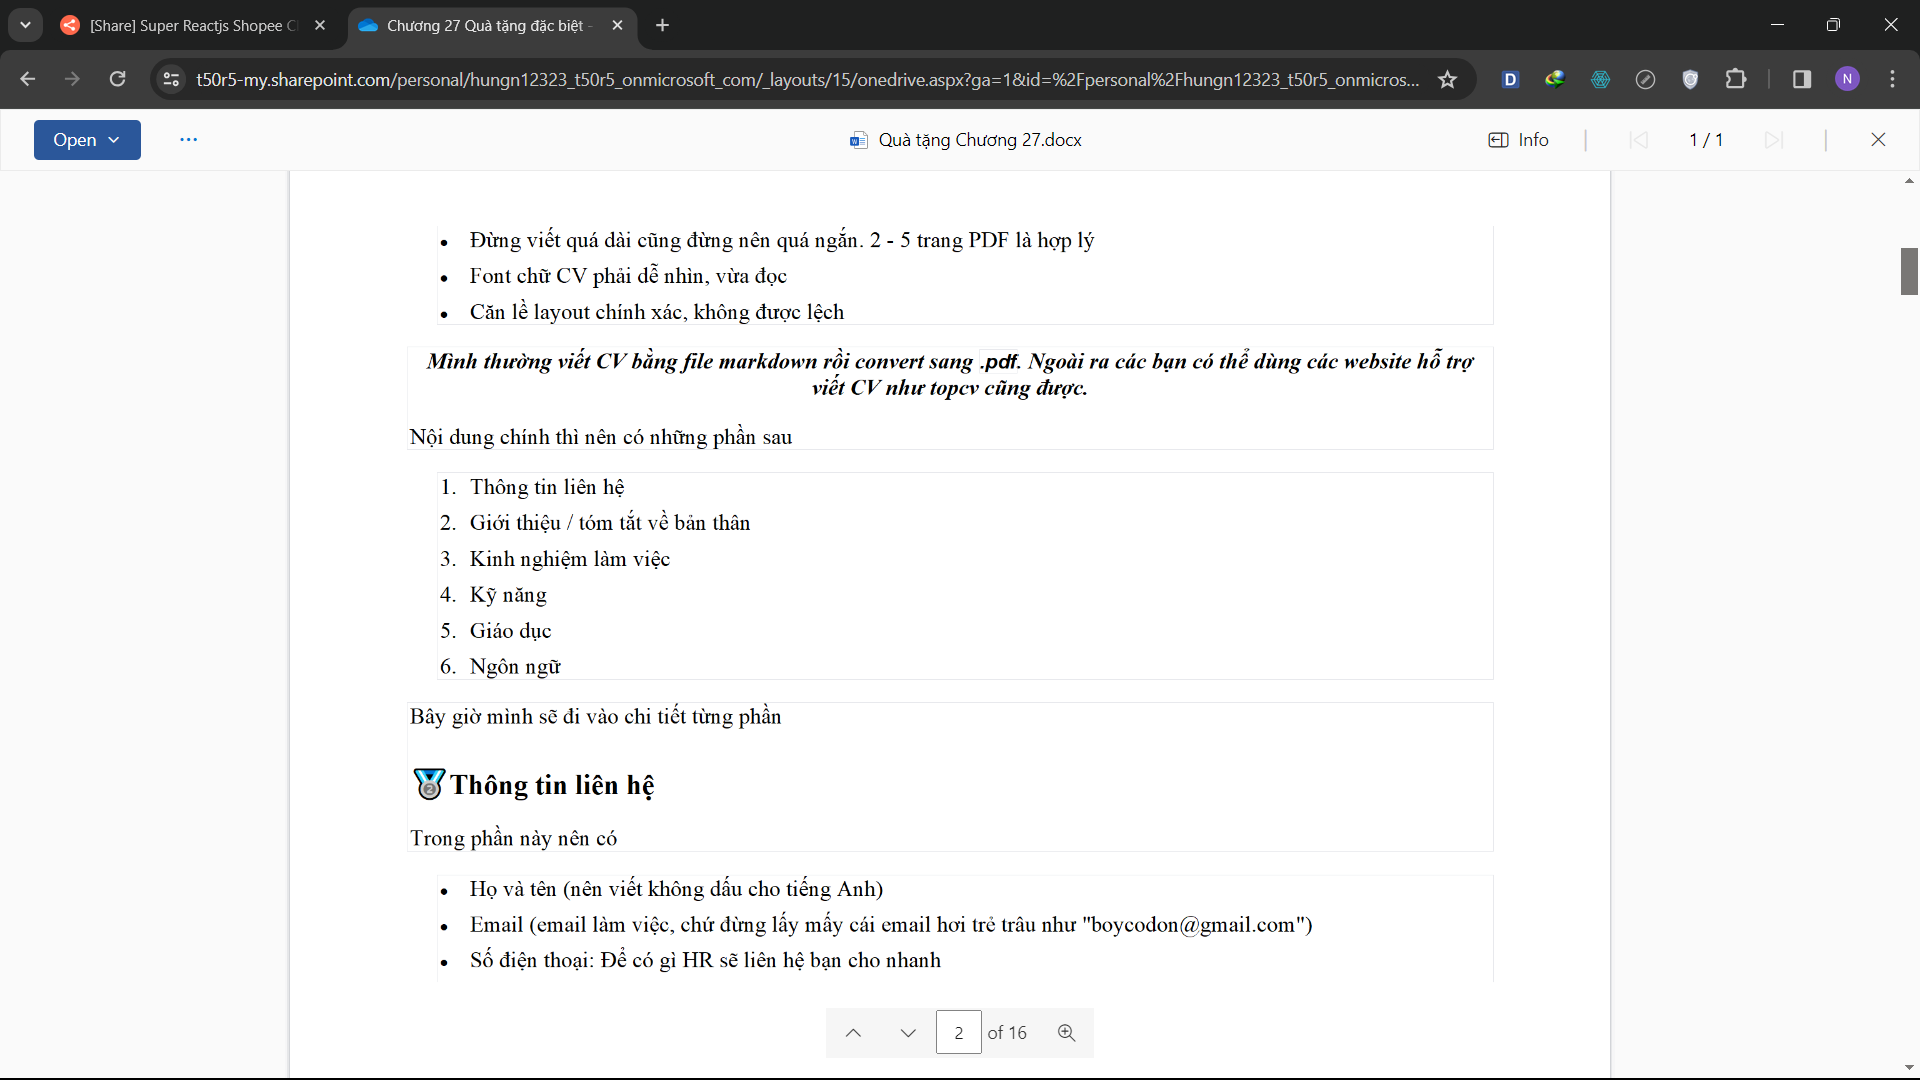 [Share] Super Reactjs Shopee C
Chương 27 Quà tặng đặc biệt -
t50r5-my.sharepoint.com/personal/hungn12323_t50r5_onmicrosoft_com/_layouts/15/onedrive.aspx?ga=1&id=%2Fpersonal%2Fhungn12323_t50r5_onmicros...
D
N
Open
Quà tặng Chương 27.docx
Info
1 / 1
• Đừng viết quá dài cũng đừng nên quá ngắn. 2 - 5 trang PDF là hợp lý
• Font chữ CV phải dễ nhìn, vừa đọc
• Căn lề layout chính xác, không được lệch
Mình thường viết CV bằng file markdown rồi convert sang .pdf. Ngoài ra các bạn có thể dùng các website hỗ trợ
viết CV như topcv cũng được.
Nội dung chính thì nên có những phần sau
1. Thông tin liên hệ
2. Giới thiệu / tóm tắt về bản thân
3. Kinh nghiệm làm việc
4. Kỹ năng
5. Giáo dục
6. Ngôn ngữ
Bây giờ mình sẽ đi vào chi tiết từng phần
🥈Thông tin liên hệ
Trong phần này nên có
• Họ và tên (nên viết không dấu cho tiếng Anh)
• Email (email làm việc, chứ đừng lấy mấy cái email hơi trẻ trâu như "boycodon@gmail.com")
• Số điện thoại: Để có gì HR sẽ liên hệ bạn cho nhanh
2 of 16